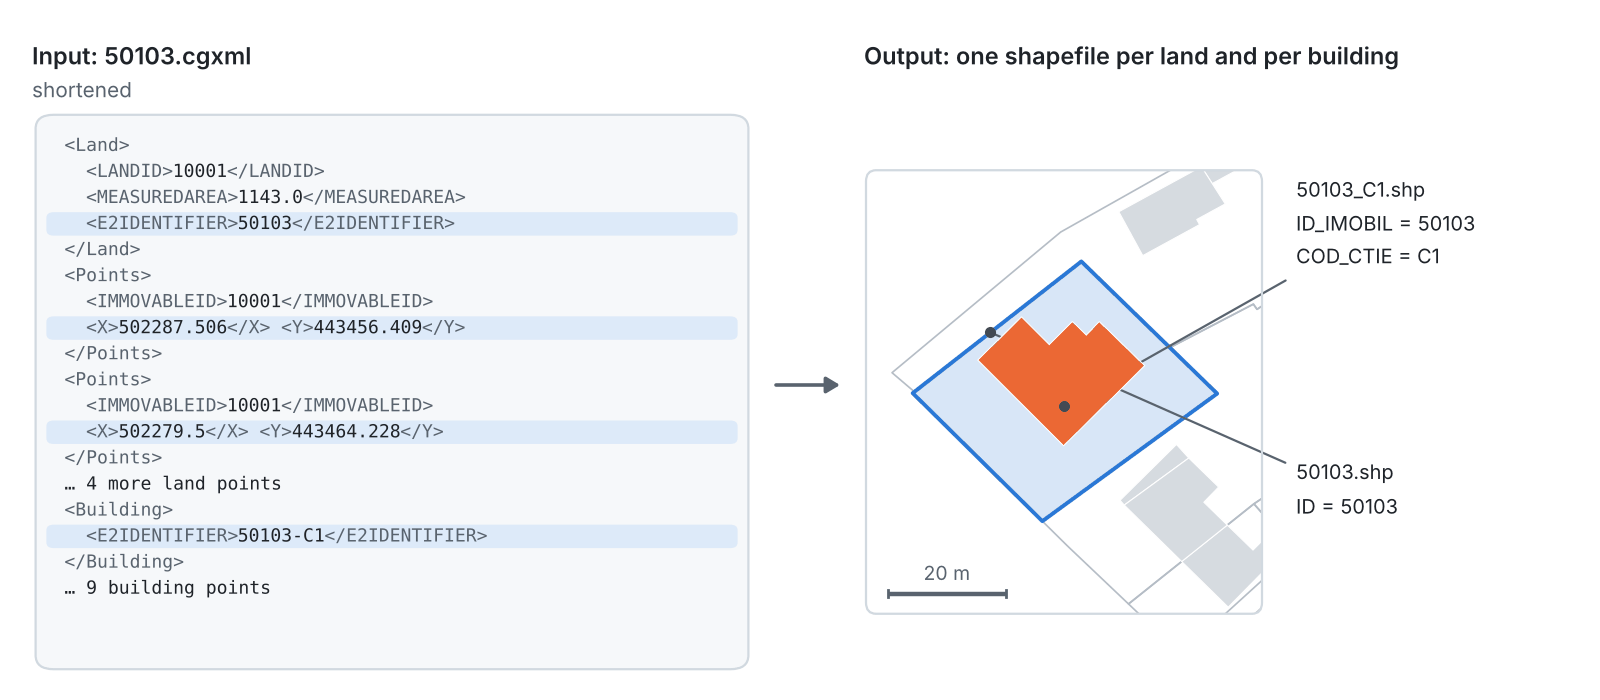 Input: 50103.cgxml
shortened
<Land>
<LANDID>10001</LANDID>
<MEASUREDAREA>1143.0</MEASUREDAREA>
<E2IDENTIFIER>50103</E2IDENTIFIER>
</Land>
<Points>
<IMMOVABLEID>10001</IMMOVABLEID>
<X>502287.506</X> <Y>443456.409</Y>
</Points>
<Points>
<IMMOVABLEID>10001</IMMOVABLEID>
<X>502279.5</X> <Y>443464.228</Y>
</Points>
… 4 more land points
<Building>
<E2IDENTIFIER>50103-C1</E2IDENTIFIER>
</Building>
… 9 building points
Output: one shapefile per land and per building
50103_C1.shp
ID_IMOBIL = 50103
COD_CTIE = C1
50103.shp
ID = 50103
20 m